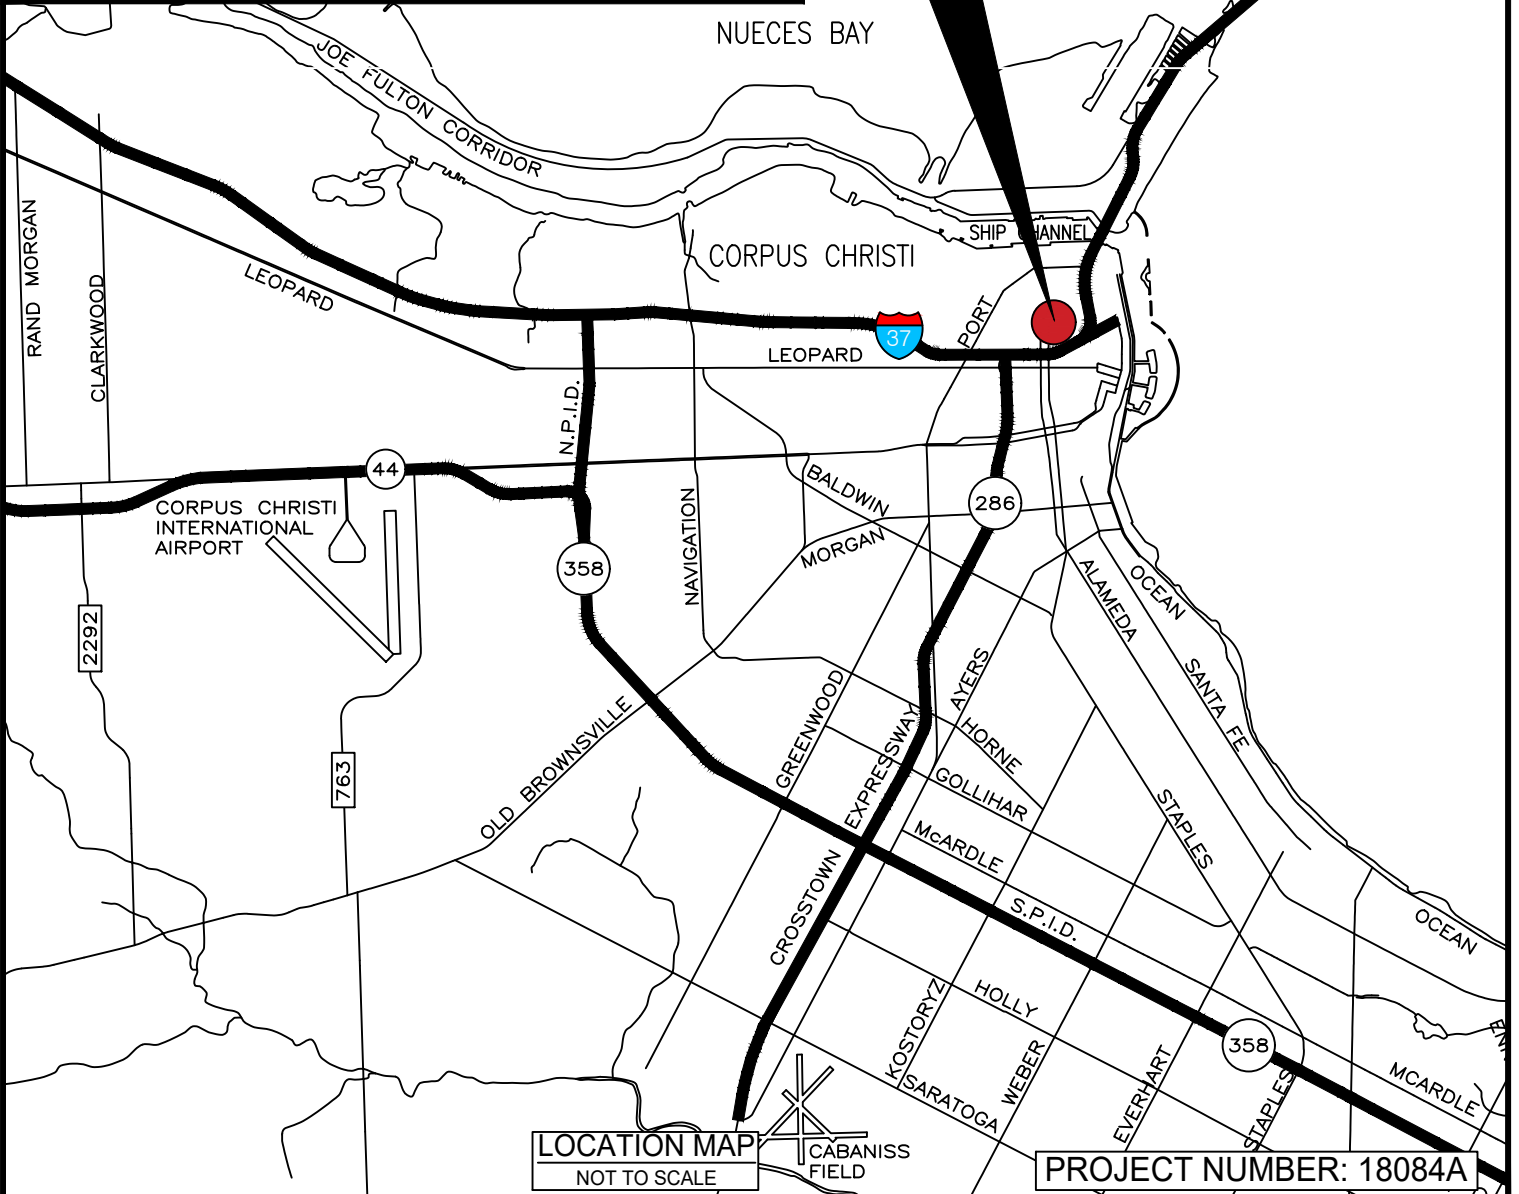 NUECES BAY
JOE FULTON CORRIDOR
SHIP CHANNEL
CORPUS CHRISTI
RAND MORGAN
CLARKWOOD
LEOPARD
PORT
37
LEOPARD
N.P.I.D.
44
CORPUS CHRISTI
INTERNATIONAL
AIRPORT
BALDWIN
286
NAVIGATION
MORGAN
358
ALAMEDA
OCEAN
2292
SANTA FE
AYERS
GREENWOOD
OLD BROWNSVILLE
763
EXPRESSWAY
HORNE
GOLLIHAR
STAPLES
McARDLE
CROSSTOWN
S.P.I.D.
OCEAN
HOLLY
KOSTORYZ
WEBER
358
EVERHART
STAPLES
MCARDLE
SARATOGA
CABANISS
FIELD
LOCATION MAP
NOT TO SCALE
PROJECT NUMBER: 18084A